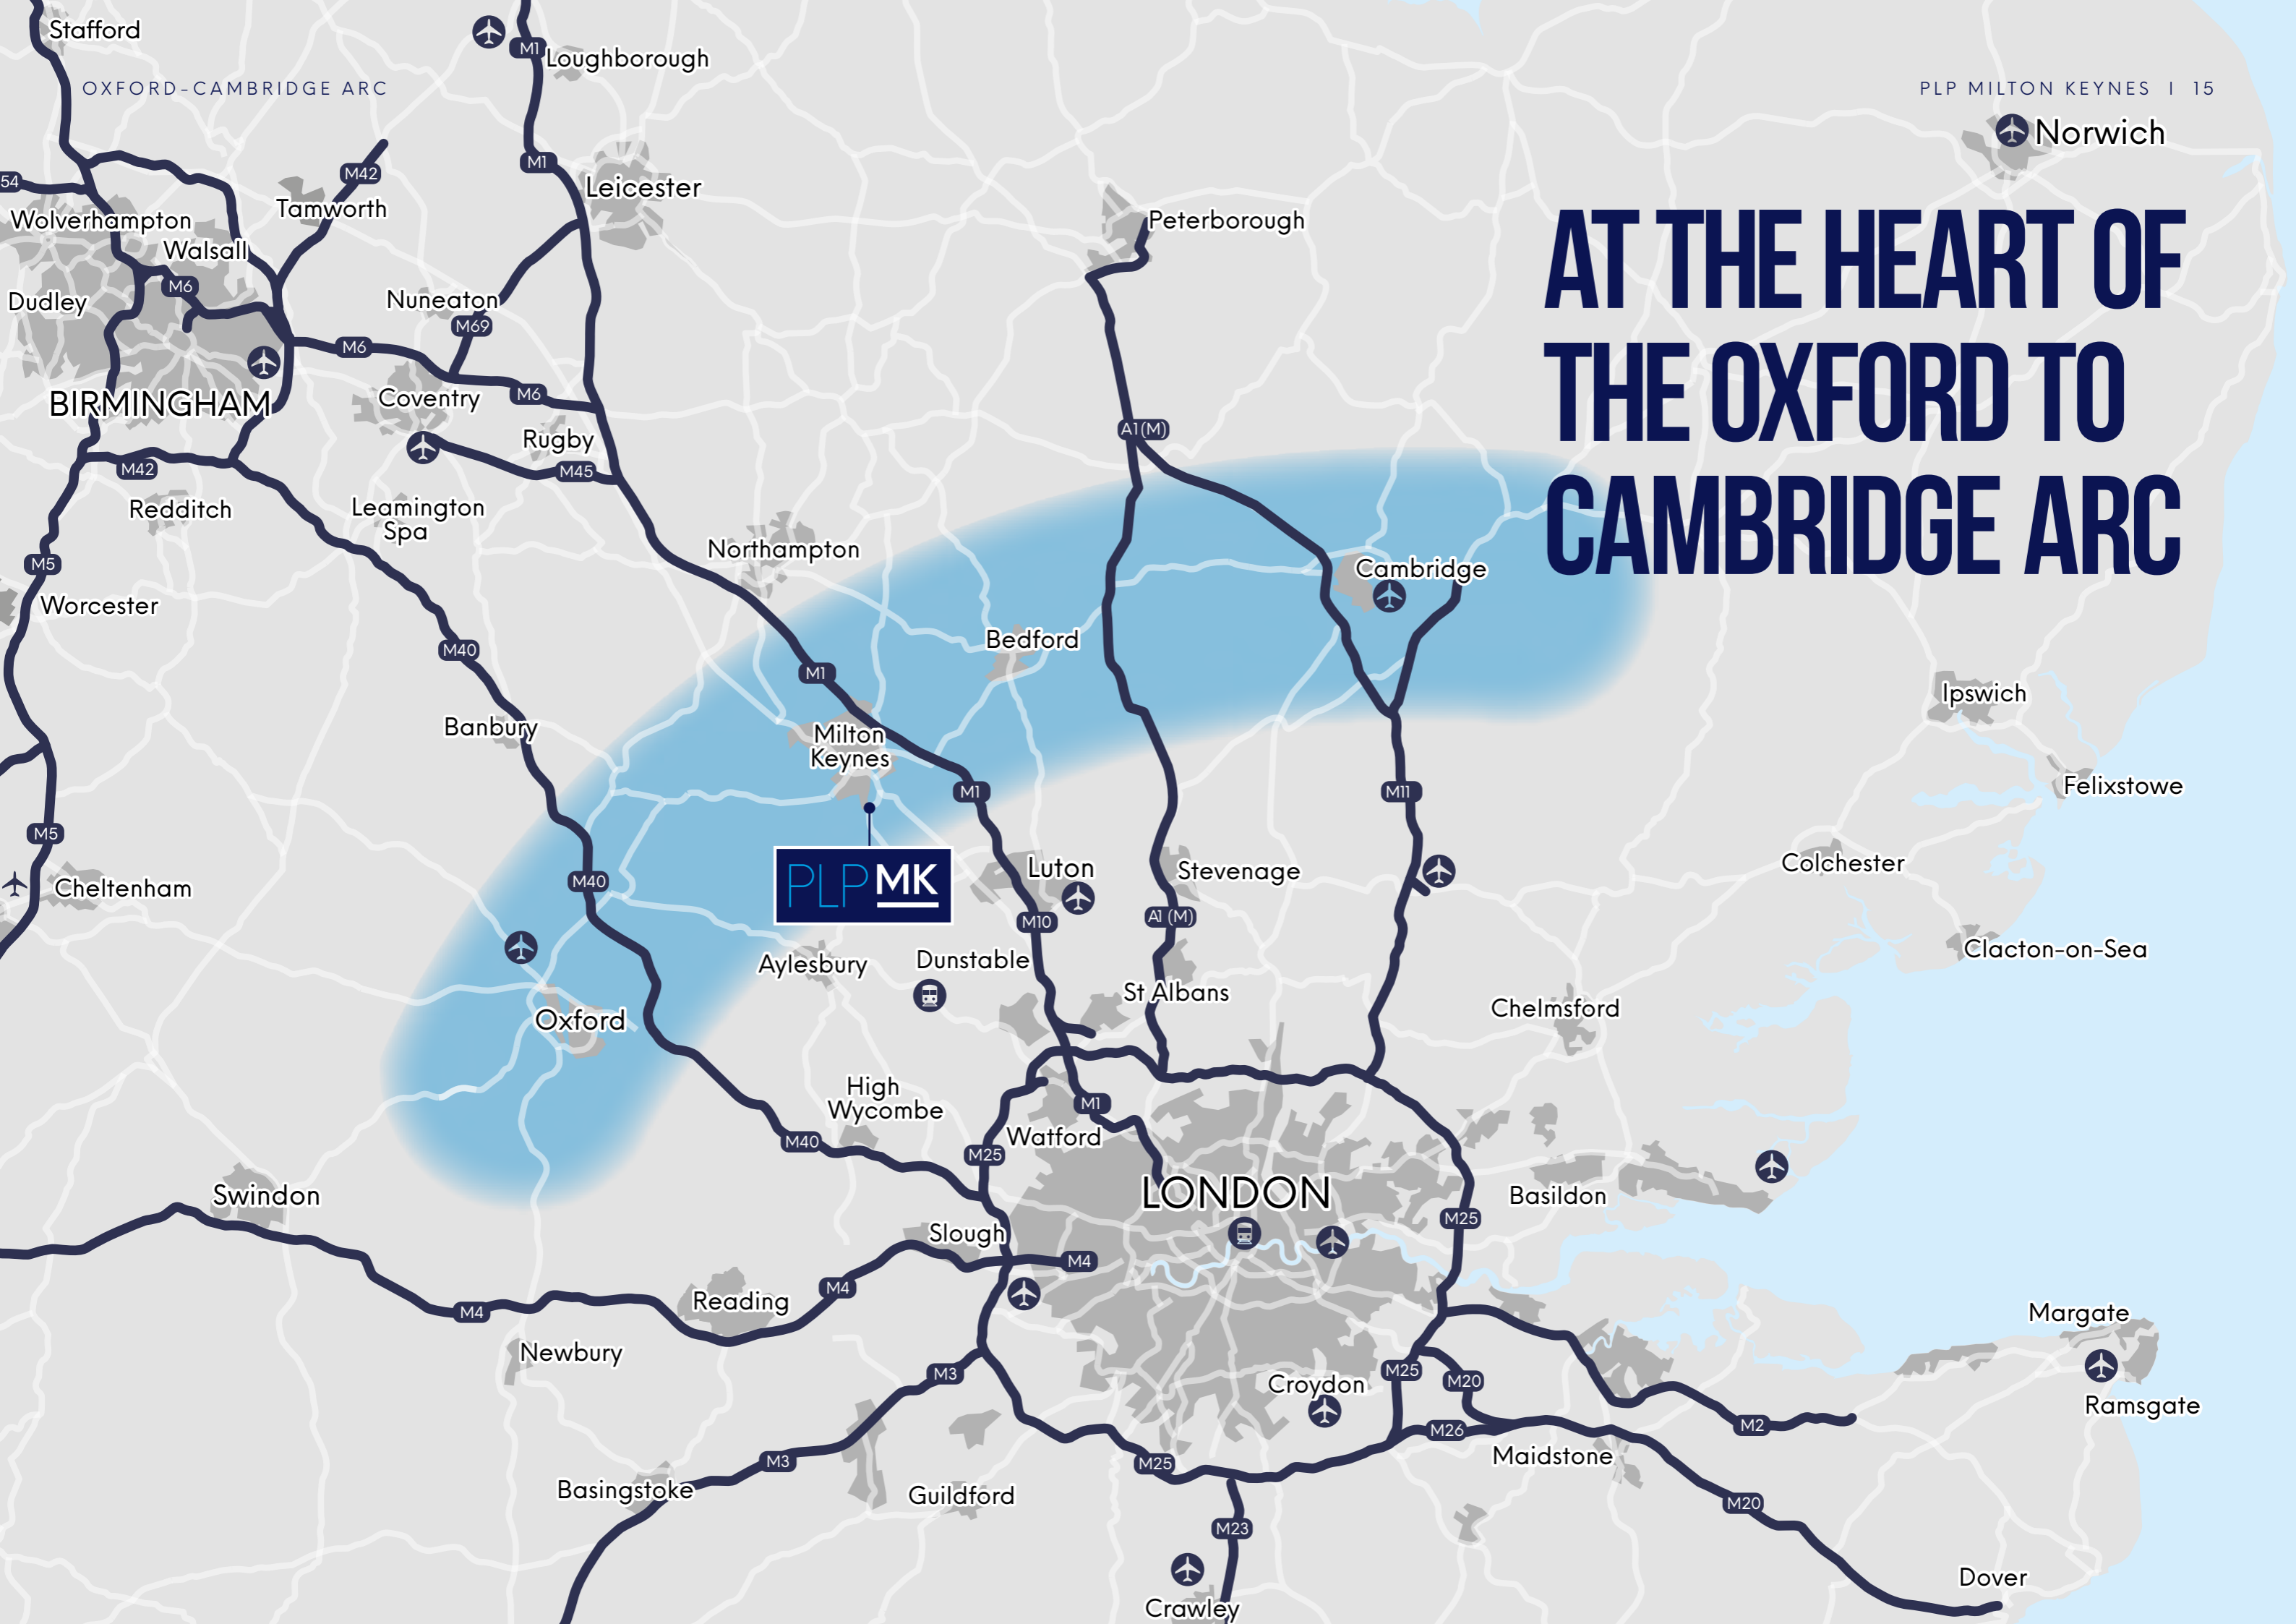 Stafford
M1
Loughborough
OXFORD-CAMBRIDGE ARC
PLP MILTON KEYNES | 15
Norwich
AT THE HEART OF
THE OXFORD TO
CAMBRIDGE ARC
M1
M42
54
Leicester
Tamworth
Wolverhampton
Peterborough
Walsall
M6
Dudley
Nuneaton
M69
M6
M6
BIRMINGHAM
Coventry
A1(M)
Rugby
M42
M45
Redditch
Leamington
Spa
Northampton
M5
Cambridge
Worcester
Bedford
M40
M1
Ipswich
Banbury
Milton
Keynes
M1
M11
Felixstowe
M5
Colchester
Luton
Stevenage
M40
PLP MK
Cheltenham
A1 (M)
M10
Clacton-on-Sea
Aylesbury
Dunstable
St Albans
Chelmsford
Oxford
High
Wycombe
M1
Watford
M40
M25
LONDON
Swindon
Basildon
M25
Slough
M4
M4
Reading
M4
Margate
Newbury
M3
M25
M20
Croydon
Ramsgate
M2
M26
Maidstone
M3
M25
Basingstoke
Guildford
M20
M23
Dover
Crawley